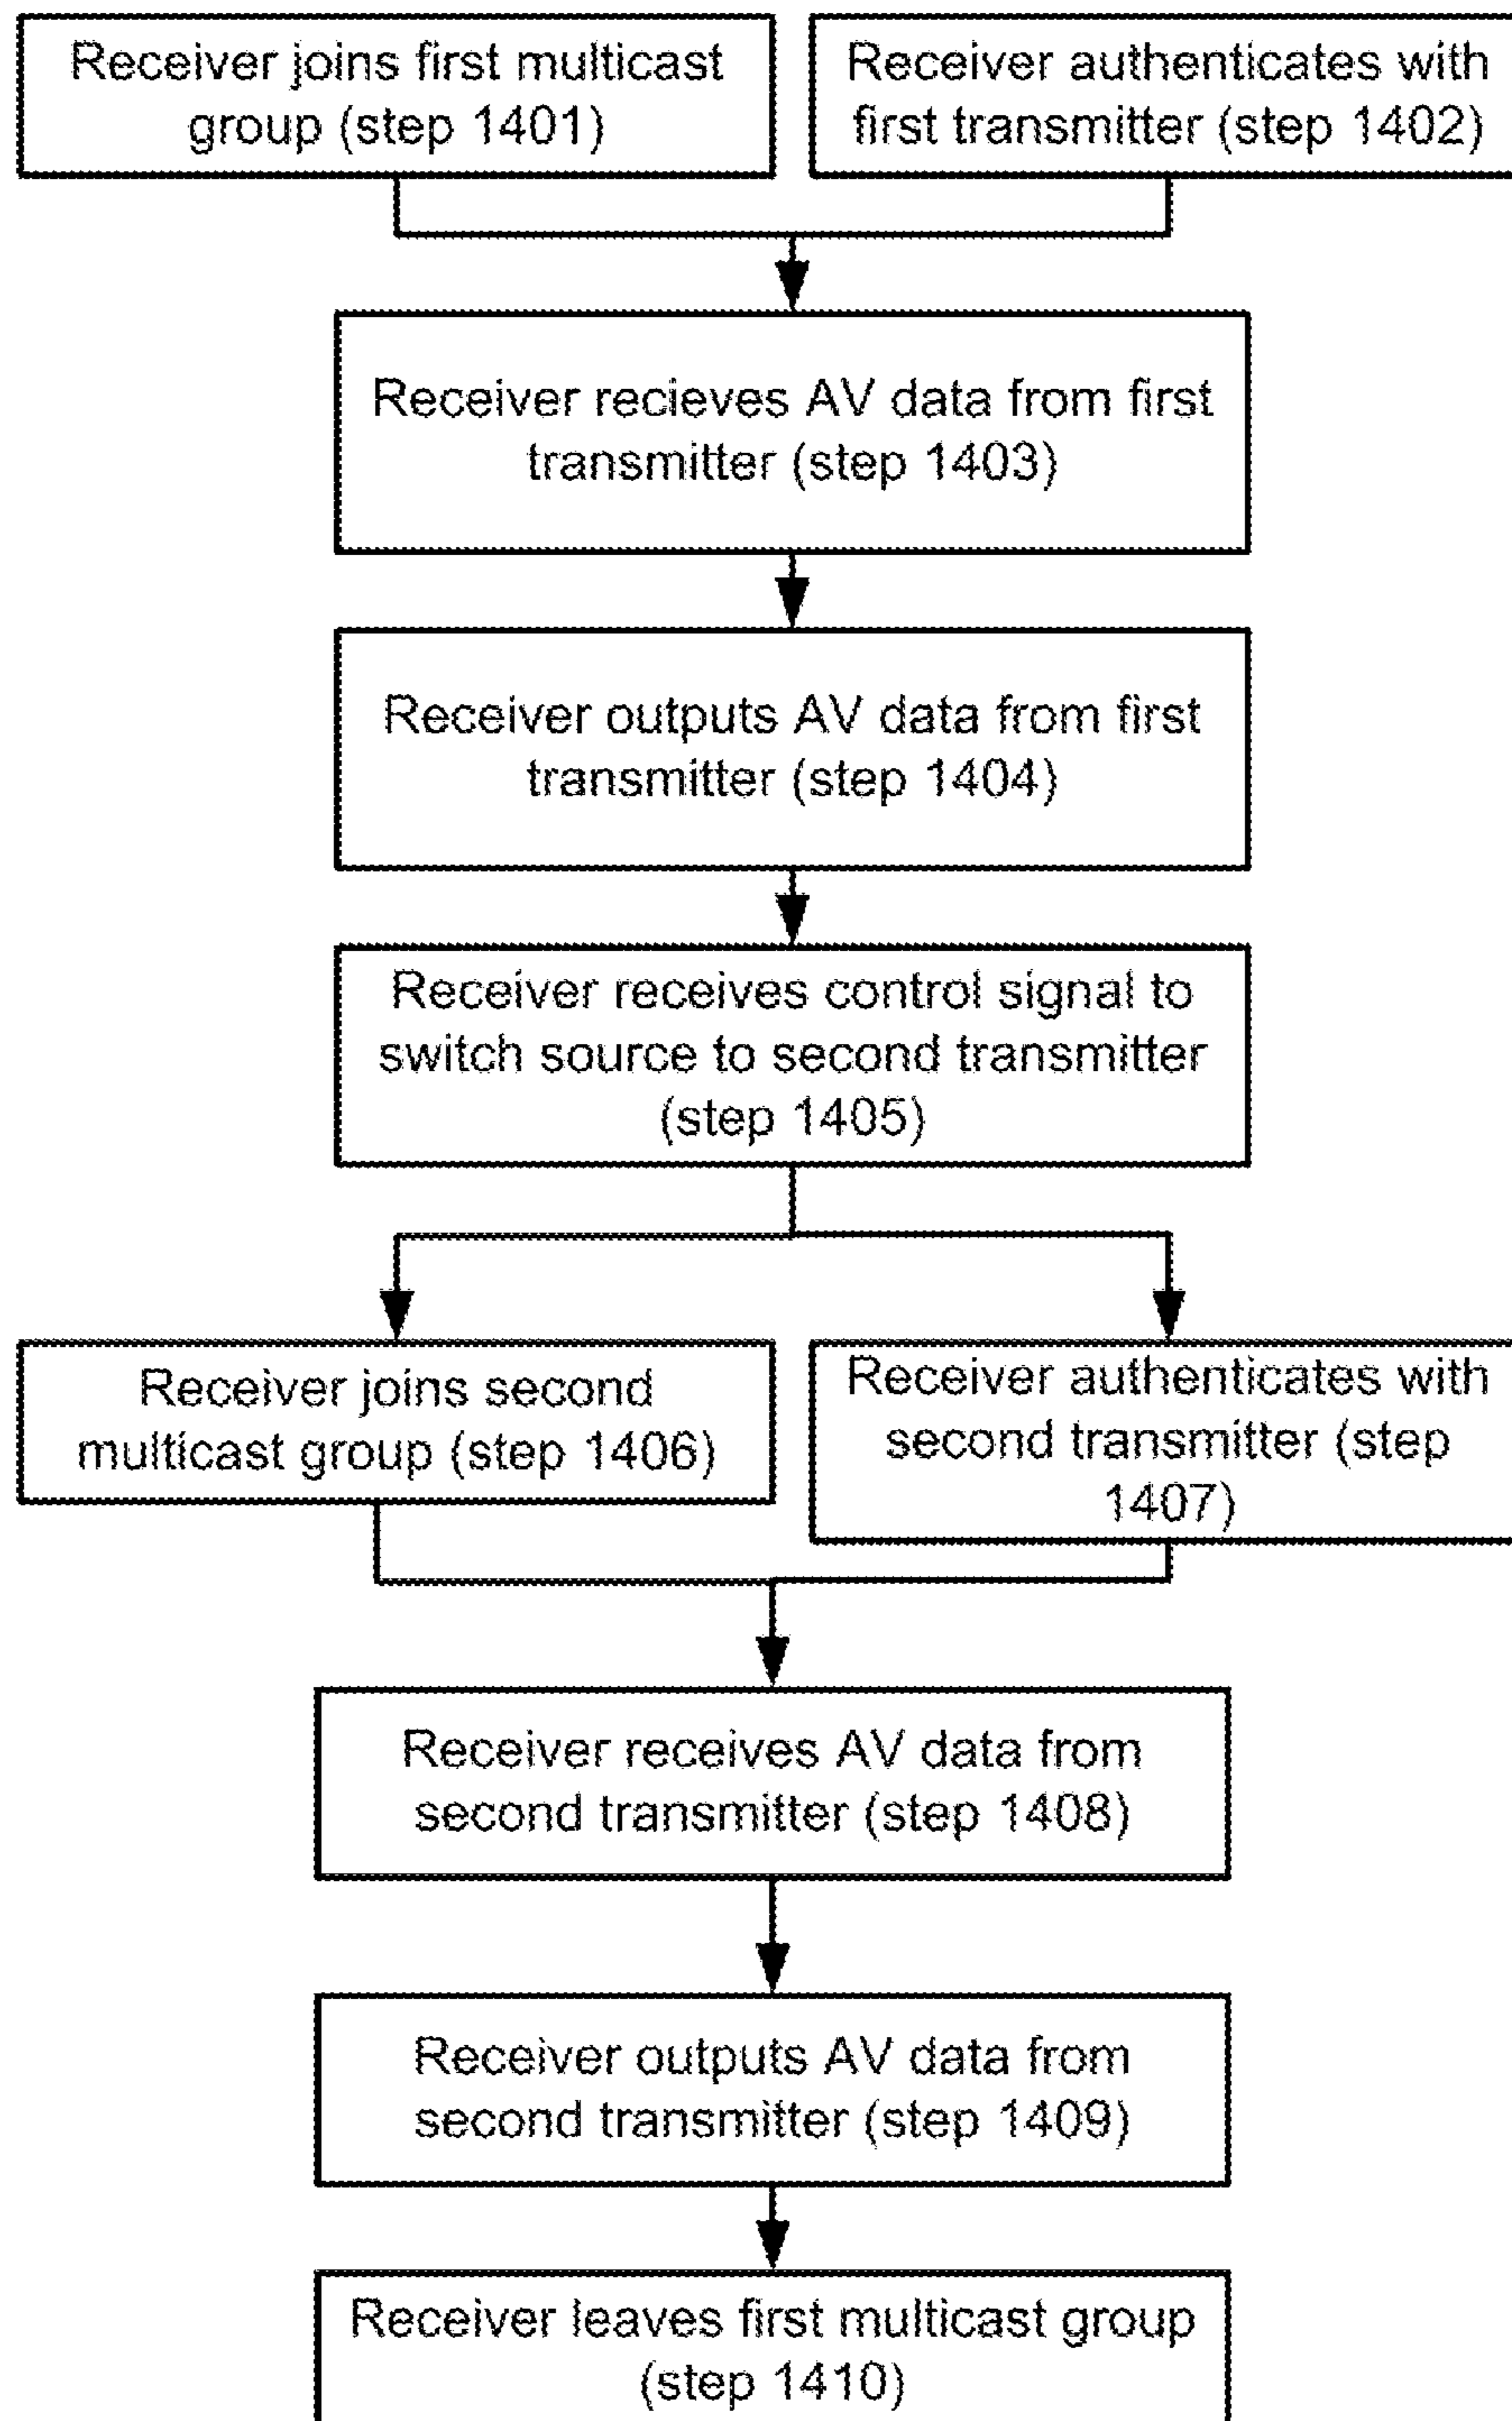 Receiver joins first multicast
group (step 1401)
Receiver authenticates with
first transmitter (step 1402)
Receiver recieves AV data from first
transmitter (step 1403)
Receiver outputs AV data from first
transmitter (step 1404)
Receiver receives control signal to
switch source to second transmitter
(step 1405)
Receiver joins second
multicast group (step 1406)
Receiver authenticates with
second transmitter (step
1407)
Receiver receives AV data from
second transmitter (step 1408)
Receiver outputs AV data from
second transmitter (step 1409)
Receiver leaves first multicast group
(step 1410)